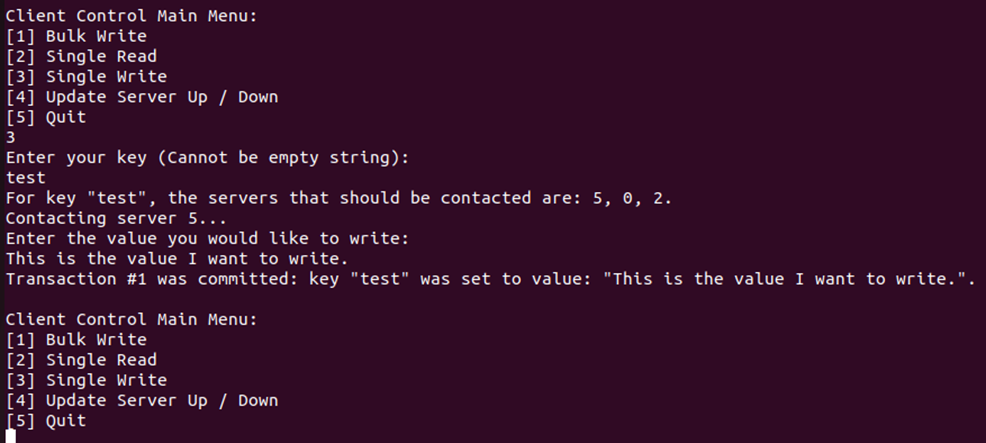 Client Control Main Menu:
[1] Bulk Write
[2] Single Read
[3] Single Write
[4] Update Server Up / Down
[5] Quit
3
Enter your key (Cannot be empty string):
test
For key "test", the servers that should be contacted are: 5, 0, 2.
Contacting server 5...
Enter the value you would like to write:
This is the value I want to write.
Transaction #1 was committed: key "test" was set to value: "This is the value I want to write.".
Client Control Main Menu:
[1] Bulk Write
[2] Single Read
[3] Single Write
[4] Update Server Up / Down
[5] Quit